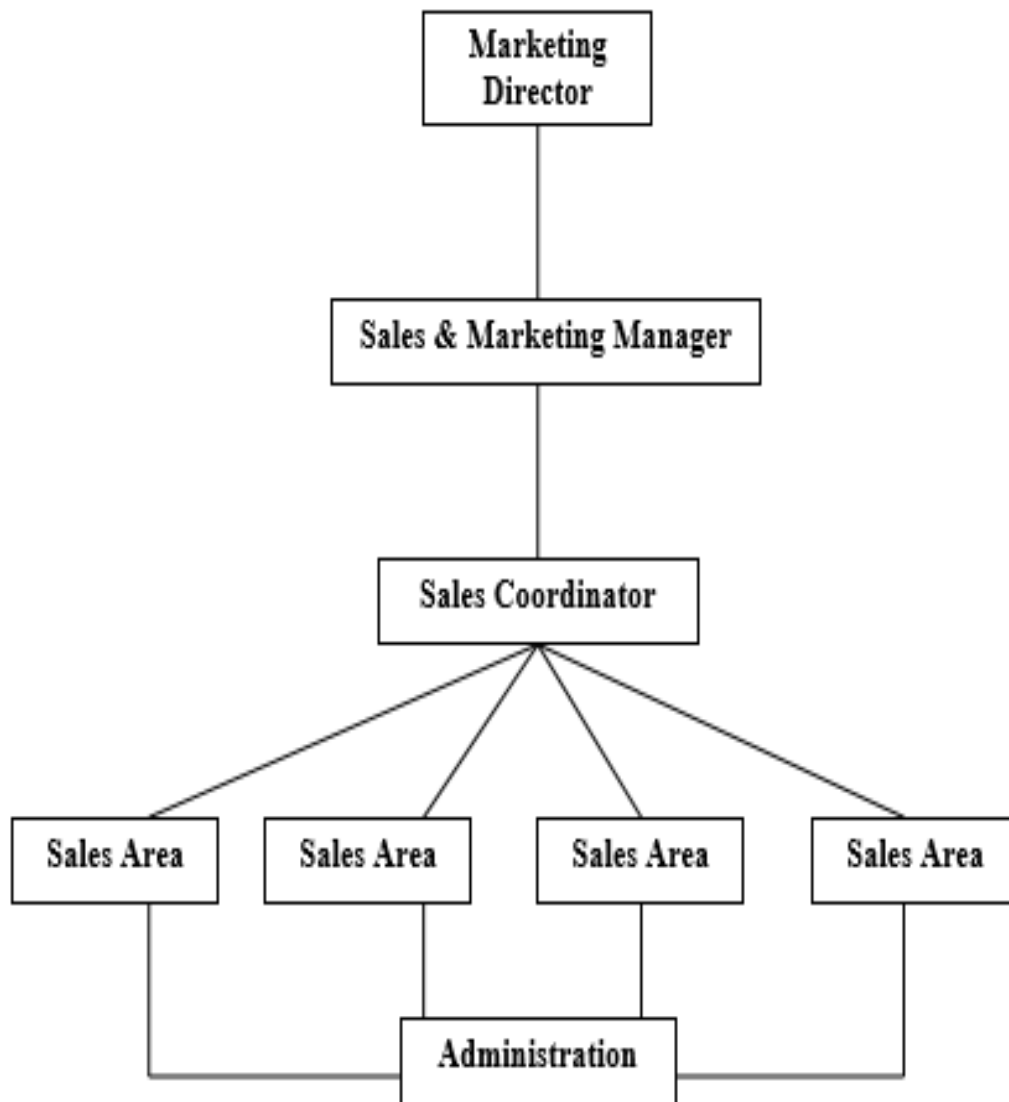 Marketing
Director
Sales & Marketing Manager
Sales Coordinator
Sales Area
Sales Area
Sales Area
Sales Area
Administration